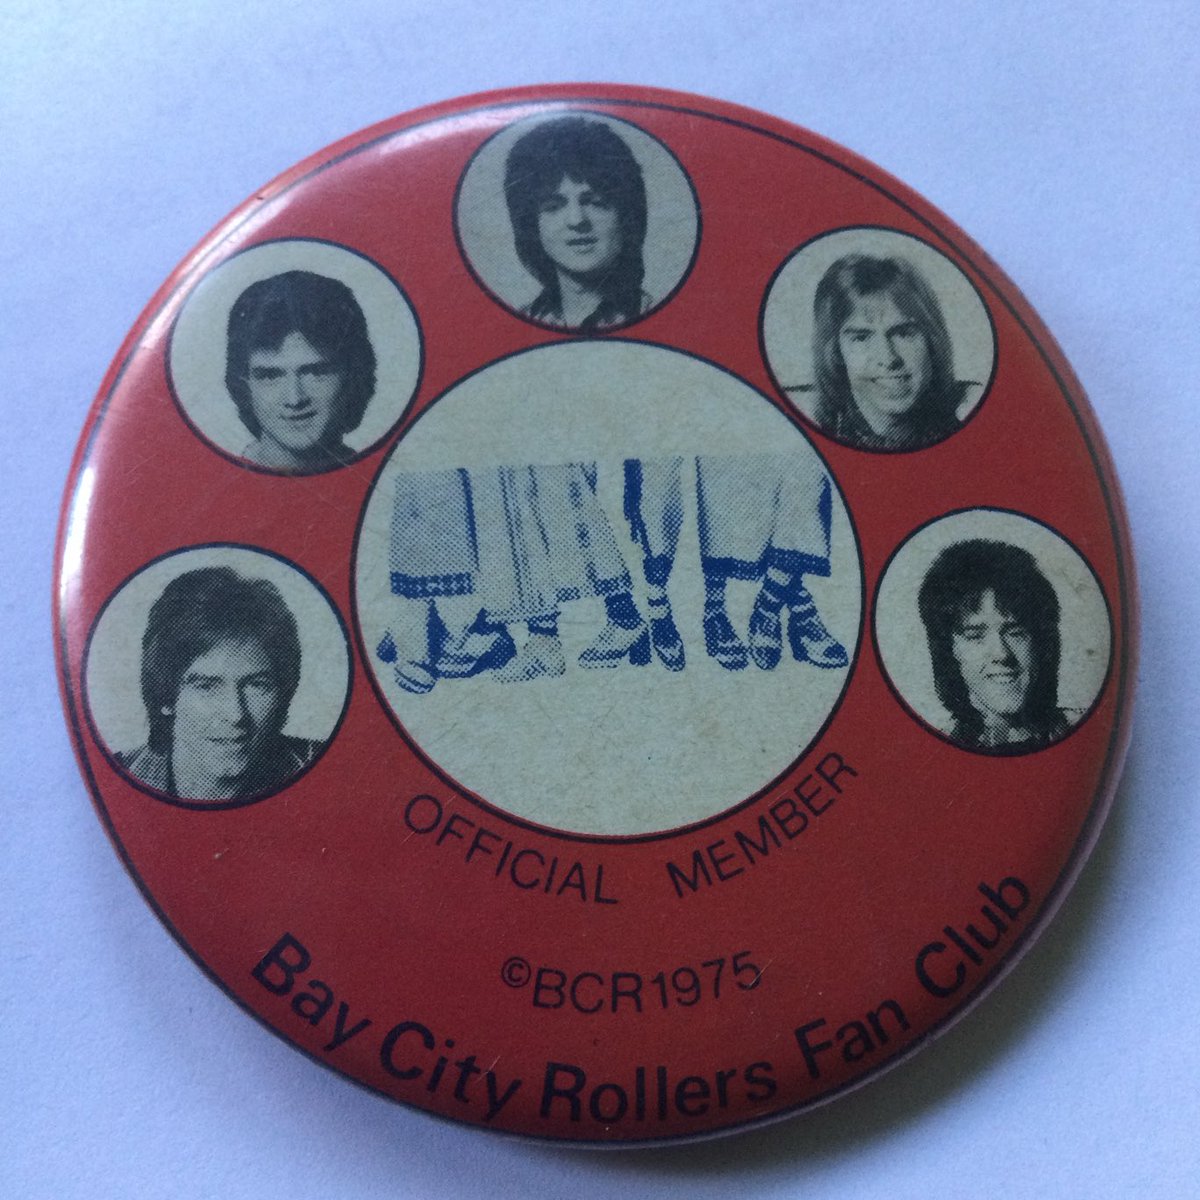 OFFICIAL MEMBER
©BCR1975
Bay City Rollers Fan Club